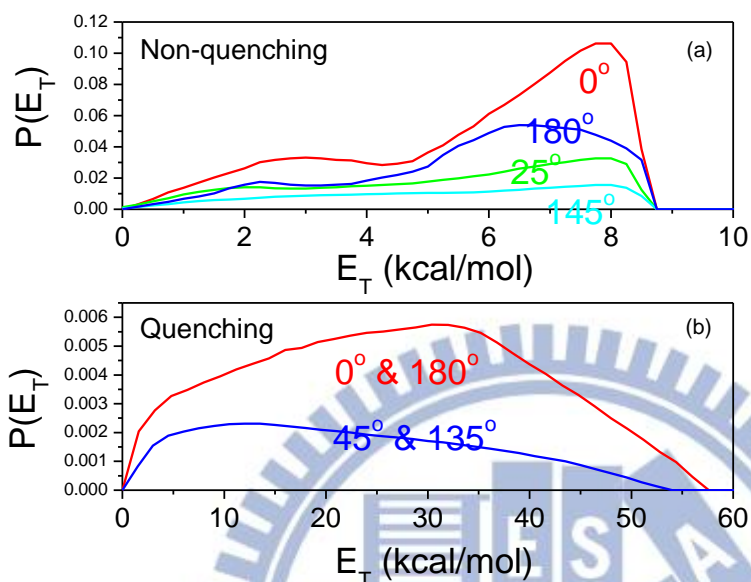 Non-quenching
(a)
P(E_T)
0.12
0.10
0.08
0.06
0.04
0.02
0.00
0°
180°
25°
145°
0 2 4 6 8 10
E_T (kcal/mol)
Quenching
(b)
P(E_T)
0.006
0.005
0.004
0.003
0.002
0.001
0.000
0° & 180°
45° & 135°
0 10 20 30 40 50 60
E_T (kcal/mol)
E S A